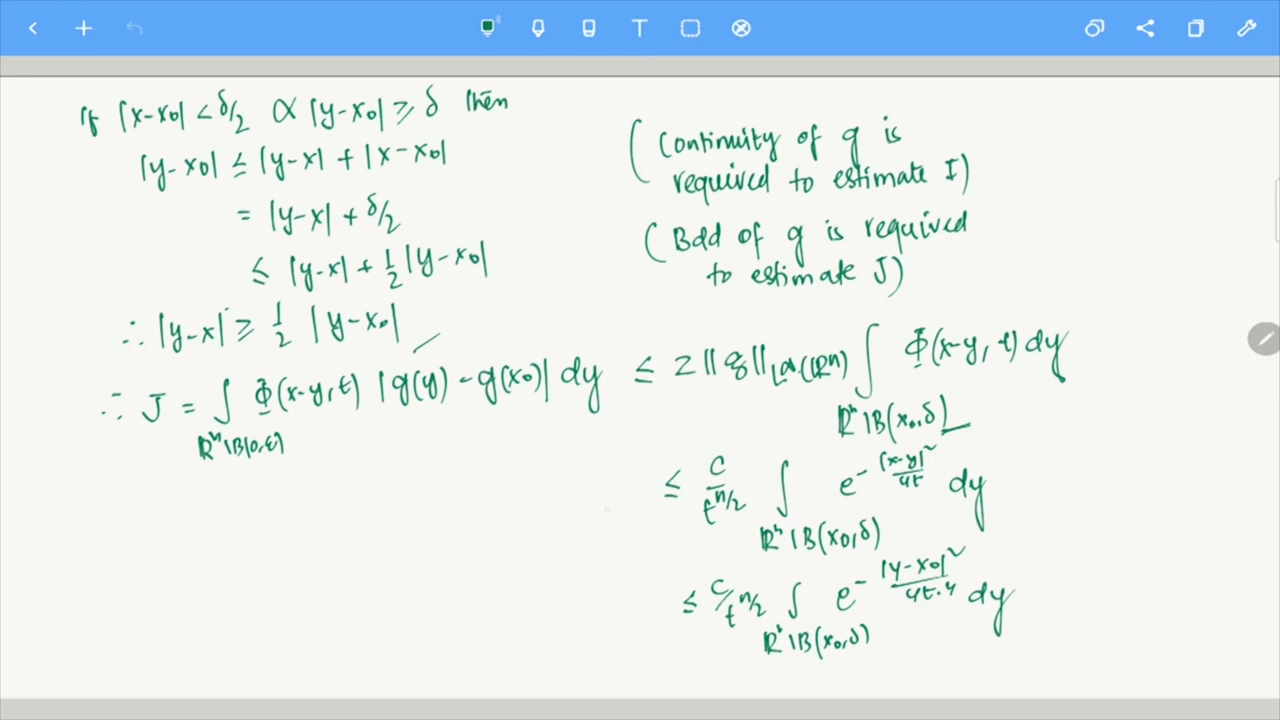 If |x-x0| < δ/2 & |y-x0| ≥ δ then
|y-x0| ≤ |y-x| + |x-x0|
= |y-x| + δ/2
≤ |y-x| + 1/2 |y-x0|
∴ |y-x| ≥ 1/2 |y-x0|
(Continuity of g is
required to estimate I)
(Bdd of g is required
to estimate J)
∴ J = ∫_{ℝⁿ\B(0,ε)} Φ(x-y,t) |g(y) - g(x0)| dy ≤ 2||g||_{L^∞(ℝⁿ)} ∫_{ℝⁿ\B(x0,δ)} Φ(x-y,t) dy
≤ C/t^{n/2} ∫_{ℝⁿ\B(x0,δ)} e^{-|x-y|²/4t} dy
≤ C/t^{n/2} ∫_{ℝⁿ\B(x0,δ)} e^{-|y-x0|²/4t.4} dy